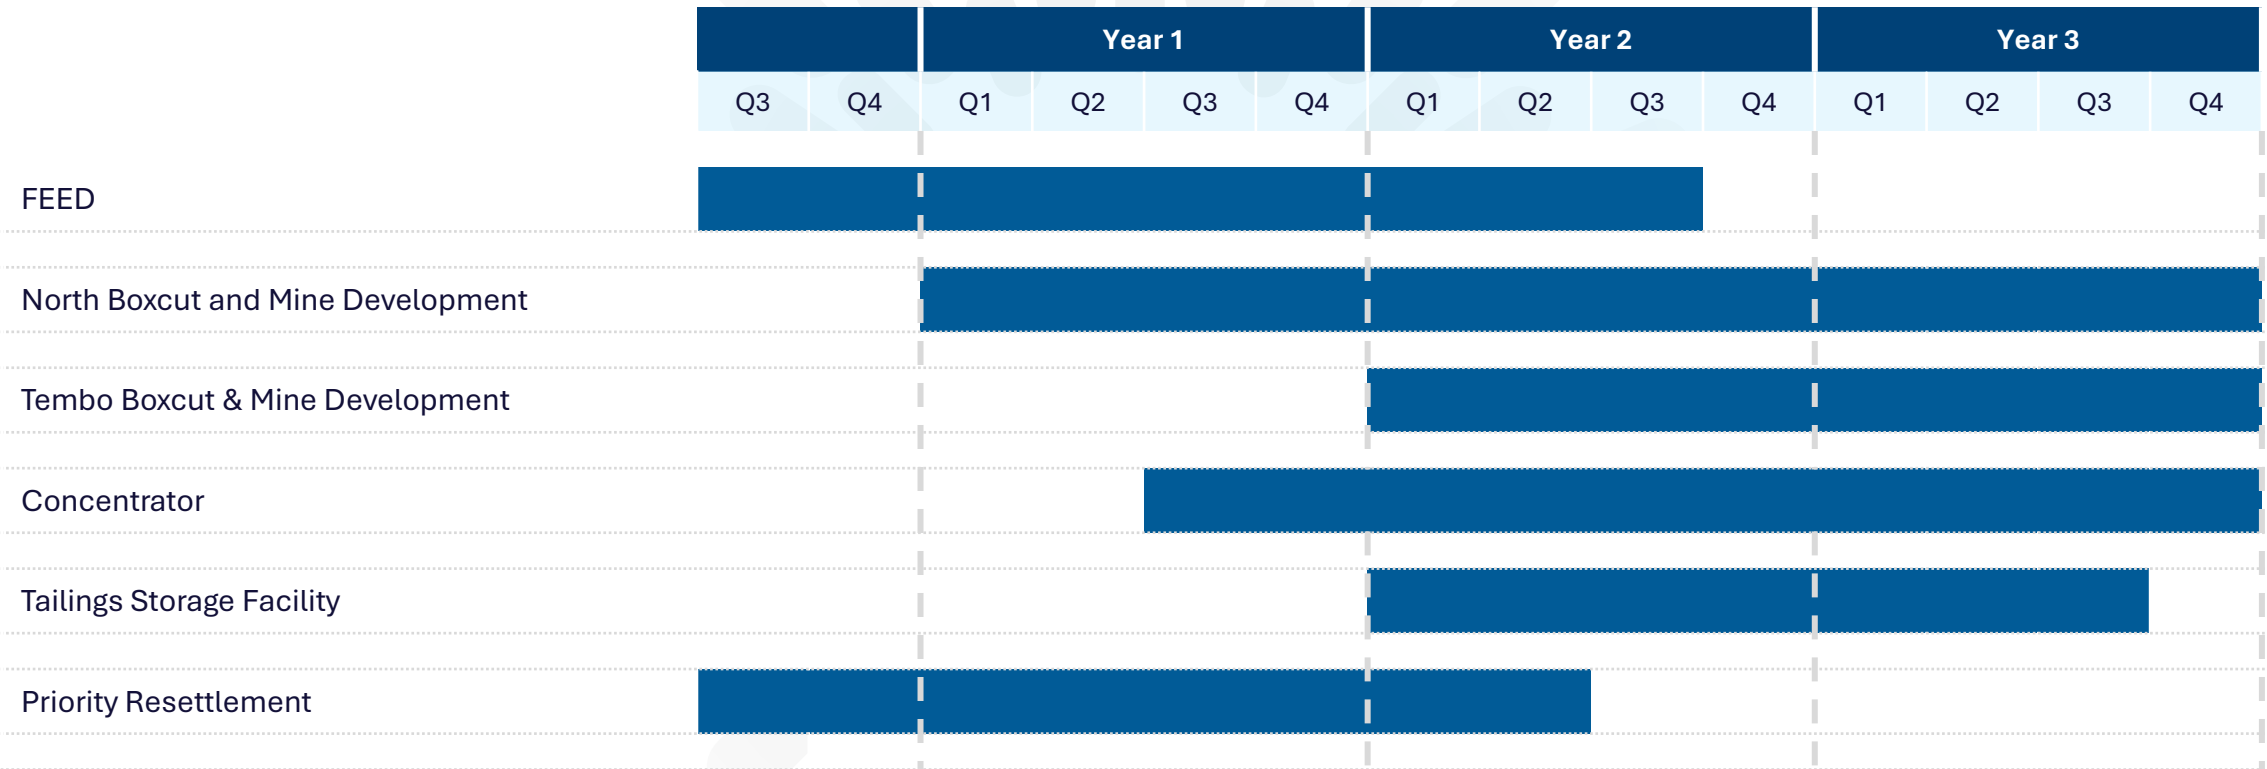 Year 1 Year 2 Year 3
Q3 Q4 Q1 Q2 Q3 Q4 Q1 Q2 Q3 Q4 Q1 Q2 Q3 Q4
FEED
North Boxcut and Mine Development
Tembo Boxcut & Mine Development
Concentrator
Tailings Storage Facility
Priority Resettlement